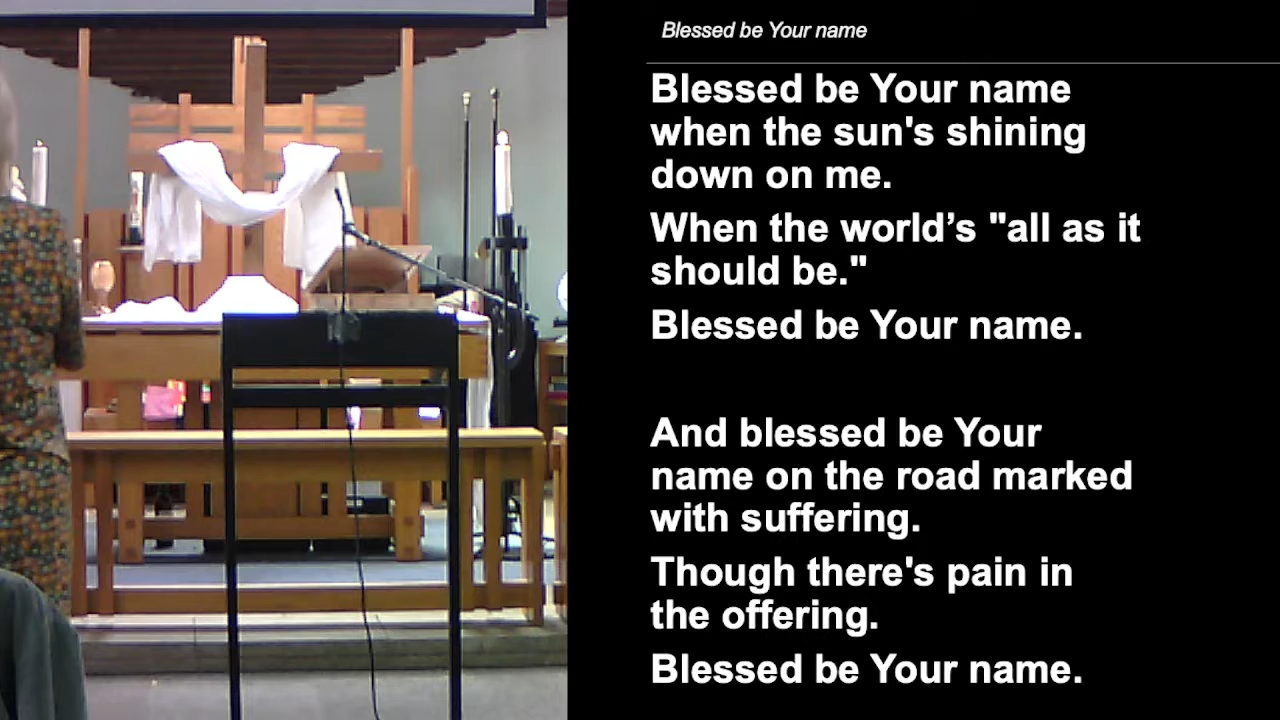 Blessed be Your name
Blessed be Your name
when the sun's shining
down on me.
When the world’s "all as it
should be."
Blessed be Your name.
And blessed be Your
name on the road marked
with suffering.
Though there's pain in
the offering.
Blessed be Your name.